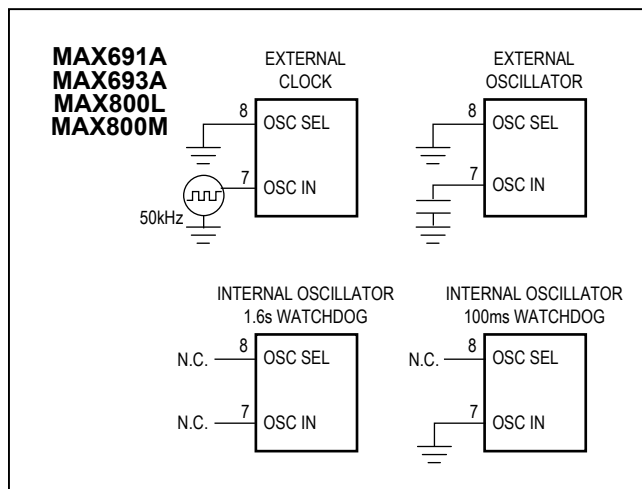 MAX691A
MAX693A
MAX800L
MAX800M
EXTERNAL
CLOCK
8
OSC SEL
7
OSC IN
50kHz
EXTERNAL
OSCILLATOR
8
OSC SEL
7
OSC IN
INTERNAL OSCILLATOR
1.6s WATCHDOG
N.C.
8
OSC SEL
N.C.
7
OSC IN
INTERNAL OSCILLATOR
100ms WATCHDOG
N.C.
8
OSC SEL
7
OSC IN